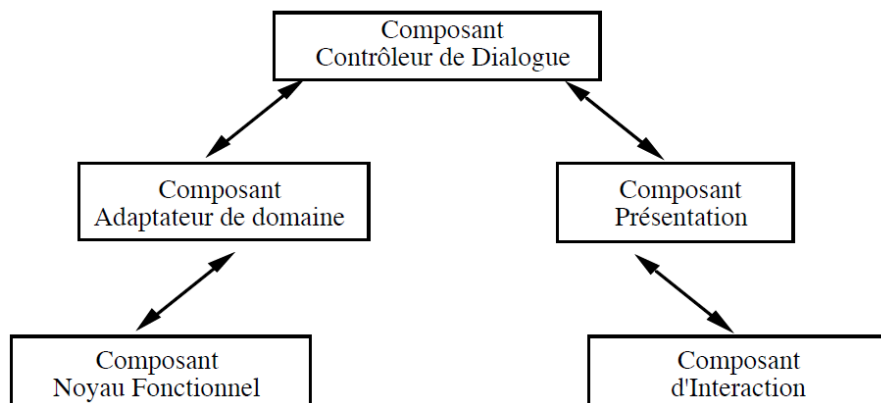 Composant
Contrôleur de Dialogue
Composant
Adaptateur de domaine
Composant
Présentation
Composant
Noyau Fonctionnel
Composant
d'Interaction